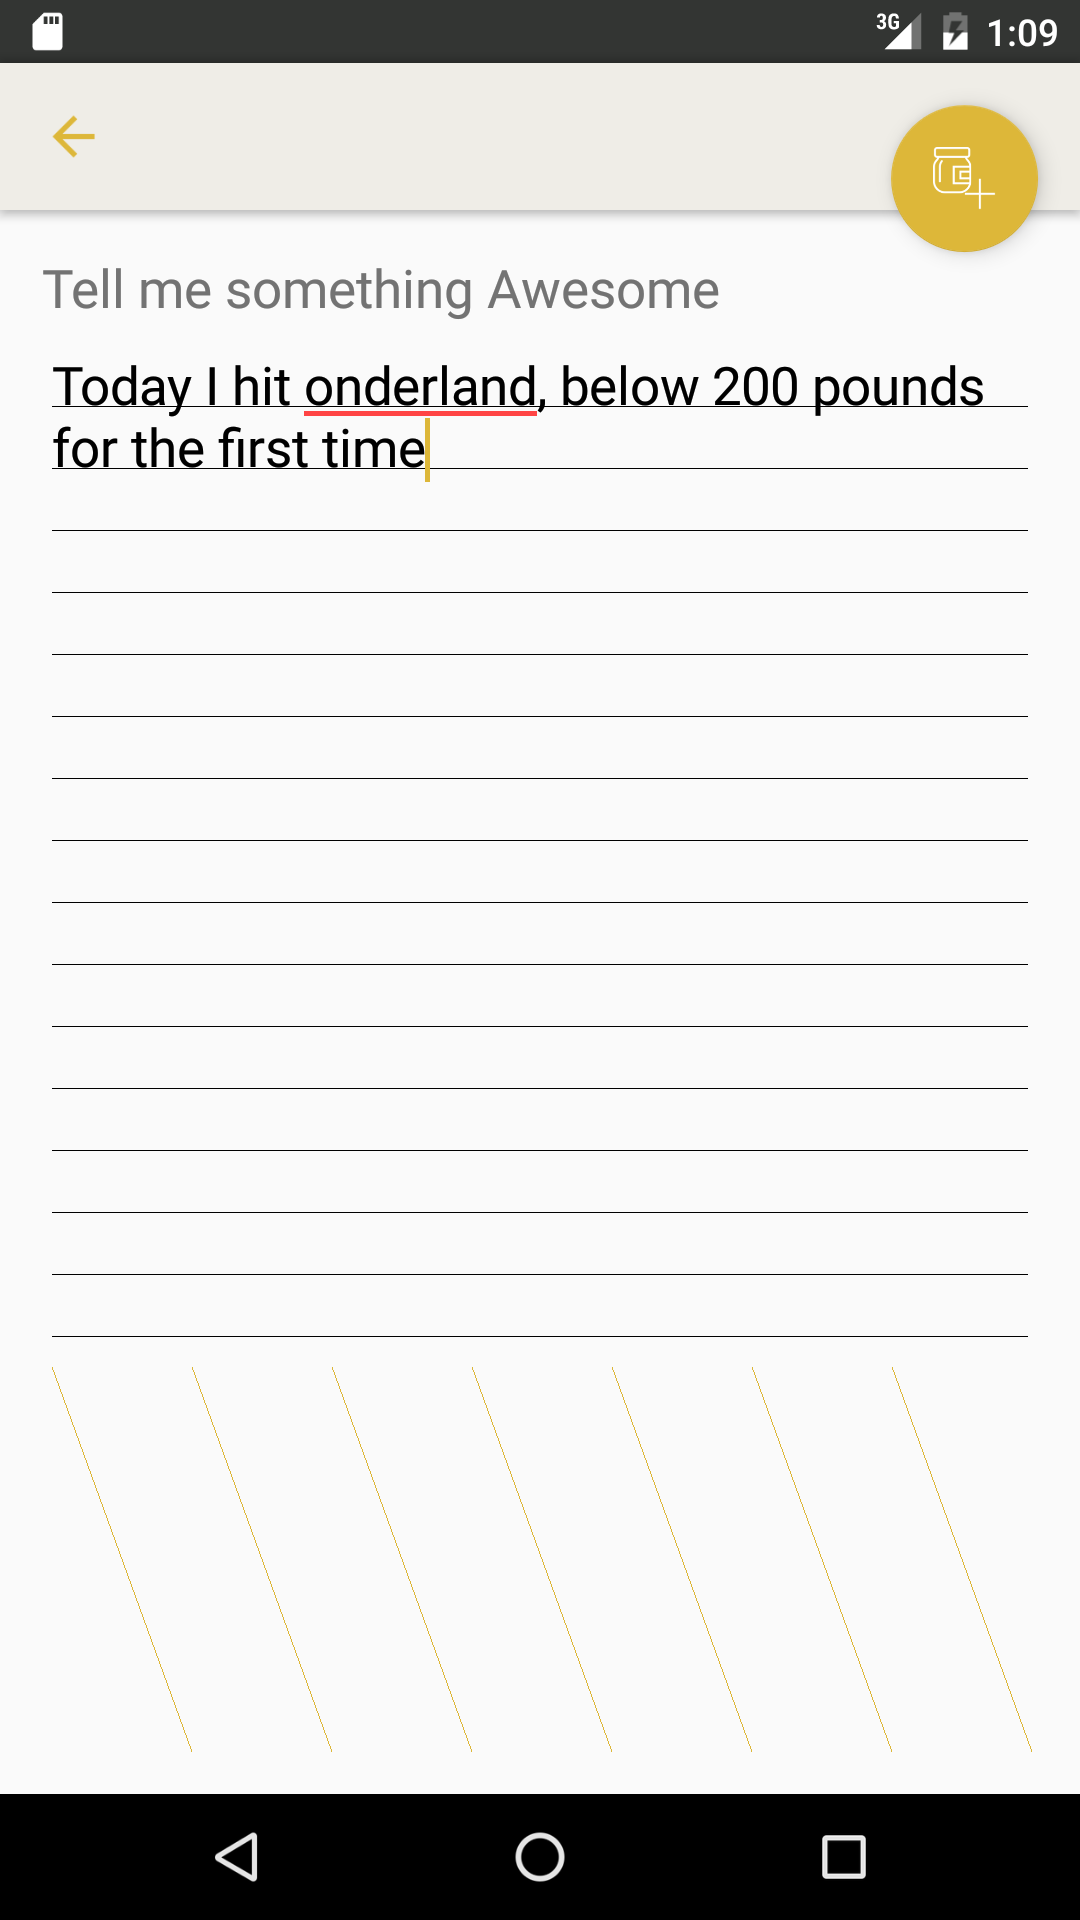 3G 1:09
Tell me something Awesome
Today I hit onderland, below 200 pounds
for the first time